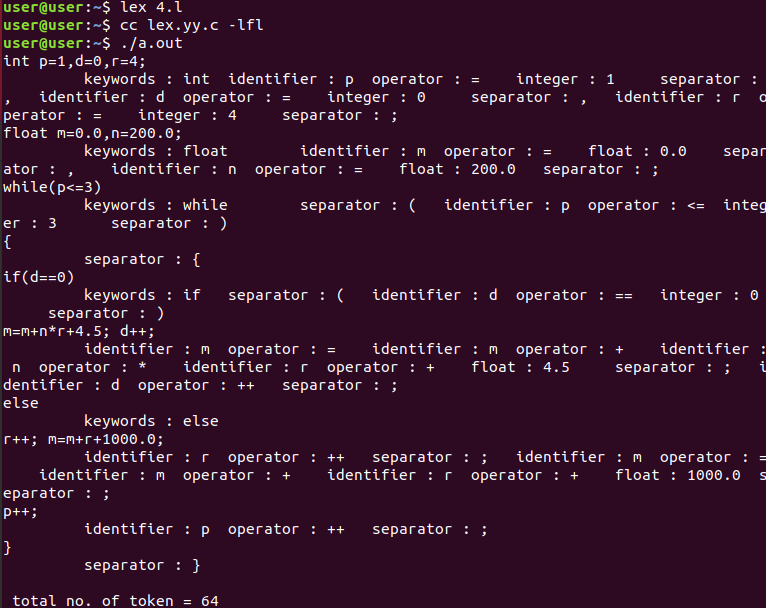 user@user:~$ lex 4.l
user@user:~$ cc lex.yy.c -lfl
user@user:~$ ./a.out
int p=1,d=0,r=4;
keywords : int identifier : p operator : = integer : 1 separator :
, identifier : d operator : = integer : 0 separator : , identifier : r o
perator : = integer : 4 separator : ;
float m=0.0,n=200.0;
keywords : float identifier : m operator : = float : 0.0 separ
ator : , identifier : n operator : = float : 200.0 separator : ;
while(p<=3)
keywords : while separator : ( identifier : p operator : <= integ
er : 3 separator : )
{
separator : {
if(d==0)
keywords : if separator : ( identifier : d operator : == integer : 0
separator : )
m=m+n*r+4.5; d++;
identifier : m operator : = identifier : m operator : + identifier :
n operator : * identifier : r operator : + float : 4.5 separator : ; i
dentifier : d operator : ++ separator : ;
else
keywords : else
r++; m=m+r+1000.0;
identifier : r operator : ++ separator : ; identifier : m operator : =
identifier : m operator : + identifier : r operator : + float : 1000.0 s
eparator : ;
p++;
identifier : p operator : ++ separator : ;
}
separator : }
total no. of token = 64